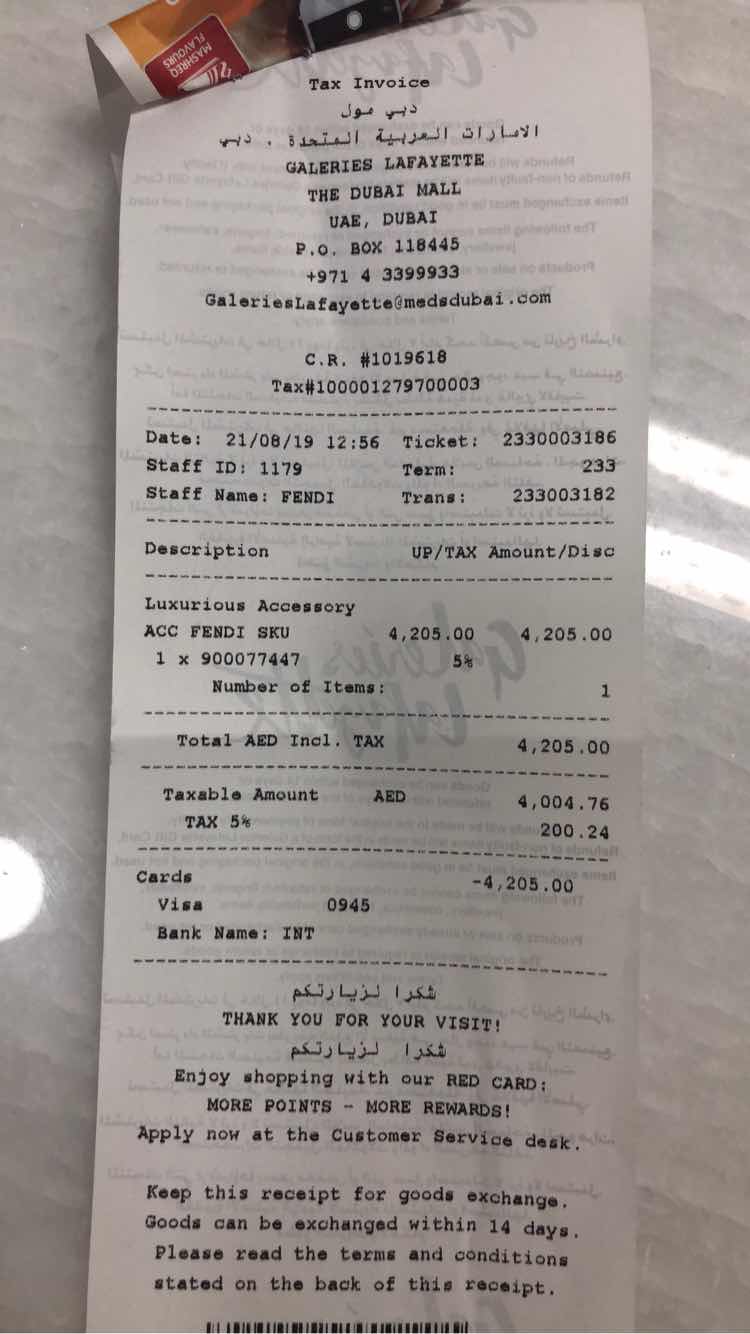 MASHREQ
FLAVOURS
Tax Invoice
دبي مول
الامارات العربية المتحدة , دبي
GALERIES LAFAYETTE
THE DUBAI MALL
UAE, DUBAI
P.O. BOX 118445
+971 4 3399933
GaleriesLafayette@medsdubai.com
C.R. #1019618
Tax#100001279700003
Date: 21/08/19 12:56 Ticket: 2330003186
Staff ID: 1179 Term: 233
Staff Name: FENDI Trans: 233003182
Description UP/TAX Amount/Disc
Luxurious Accessory
ACC FENDI SKU 4,205.00 4,205.00
1 x 900077447 5%
Number of Items: 1
Total AED Incl. TAX 4,205.00
Taxable Amount AED 4,004.76
TAX 5% 200.24
Cards -4,205.00
Visa 0945
Bank Name: INT
شكرا لزيارتكم
THANK YOU FOR YOUR VISIT!
شكرا لزيارتكم
Enjoy shopping with our RED CARD:
MORE POINTS - MORE REWARDS!
Apply now at the Customer Service desk.
Keep this receipt for goods exchange.
Goods can be exchanged within 14 days.
Please read the terms and conditions
stated on the back of this receipt.